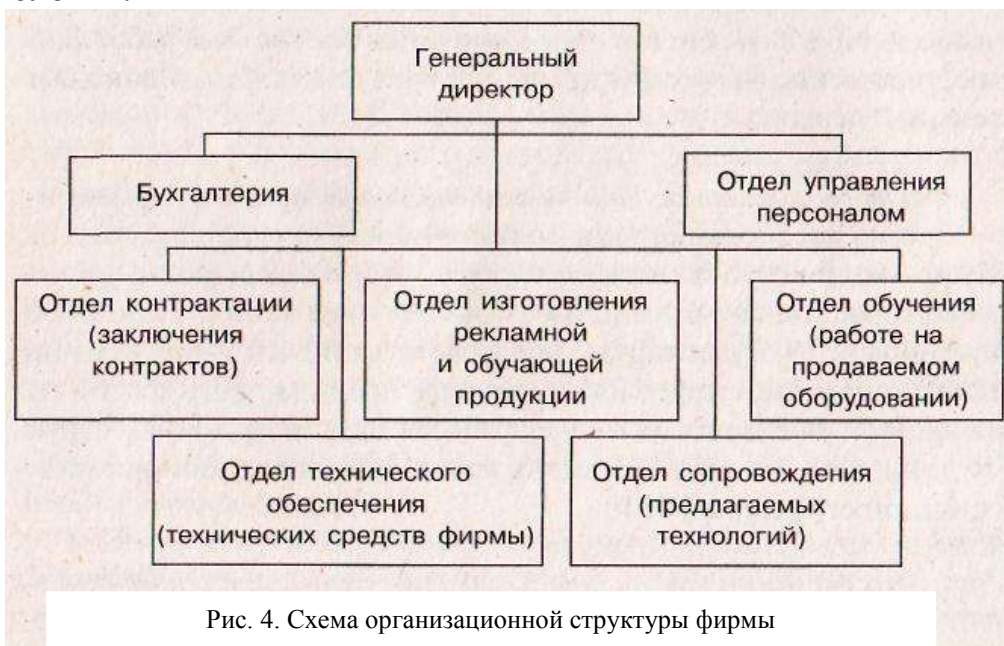 Генеральный
директор
Бухгалтерия
Отдел управления
персоналом
Отдел контрактации
(заключения
контрактов)
Отдел изготовления
рекламной
и обучающей
продукции
Отдел обучения
(работе на
продаваемом
оборудовании)
Отдел технического
обеспечения
(технических средств фирмы)
Отдел сопровождения
(предлагаемых
технологий)
Рис. 4. Схема организационной структуры фирмы